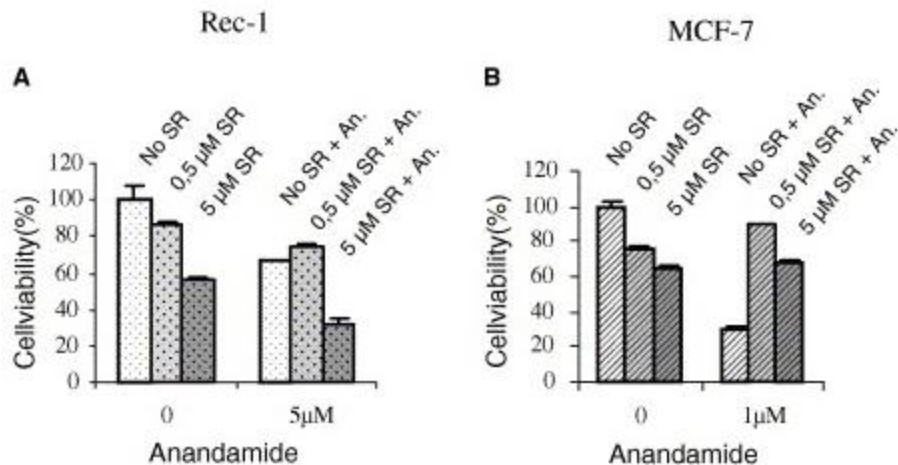 Rec-1
A
No SR
0,5 µM SR
5 µM SR
No SR + An.
0,5 µM SR + An.
5 µM SR + An.
Cellviability(%)
120
100
80
60
40
20
0
0
5µM
Anandamide
MCF-7
B
No SR
0,5 µM SR
5 µM SR
No SR + An.
0,5 µM SR + An.
5 µM SR + An.
Cellviability(%)
120
100
80
60
40
20
0
0
1µM
Anandamide